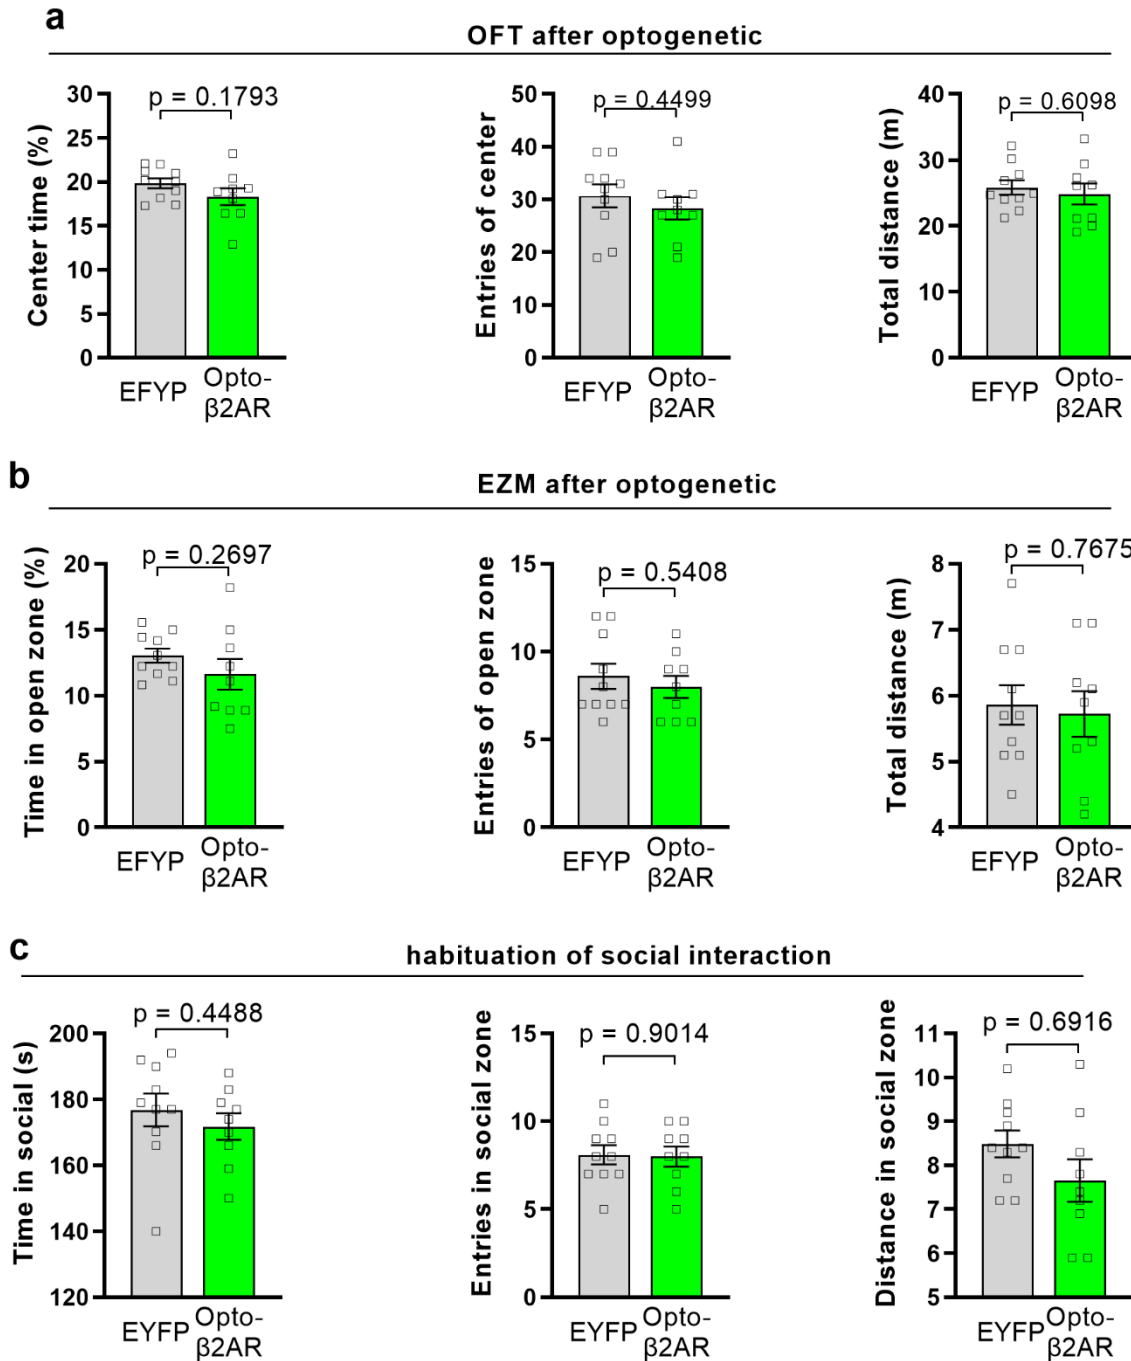 a
OFT after optogenetic
p = 0.1793
Center time (%)
30
25
20
15
10
5
0
EFYP
Opto-
β2AR
p = 0.4499
Entries of center
50
40
30
20
10
0
EFYP
Opto-
β2AR
p = 0.6098
Total distance (m)
40
30
20
10
0
EFYP
Opto-
β2AR
b
EZM after optogenetic
p = 0.2697
Time in open zone (%)
20
15
10
5
0
EFYP
Opto-
β2AR
p = 0.5408
Entries of open zone
15
10
5
0
EFYP
Opto-
β2AR
p = 0.7675
Total distance (m)
8
7
6
5
4
EFYP
Opto-
β2AR
c
habituation of social interaction
p = 0.4488
Time in social (s)
200
180
160
140
120
EYFP
Opto-
β2AR
p = 0.9014
Entries in social zone
15
10
5
0
EYFP
Opto-
β2AR
p = 0.6916
Distance in social zone
11
10
9
8
7
6
5
EYFP
Opto-
β2AR